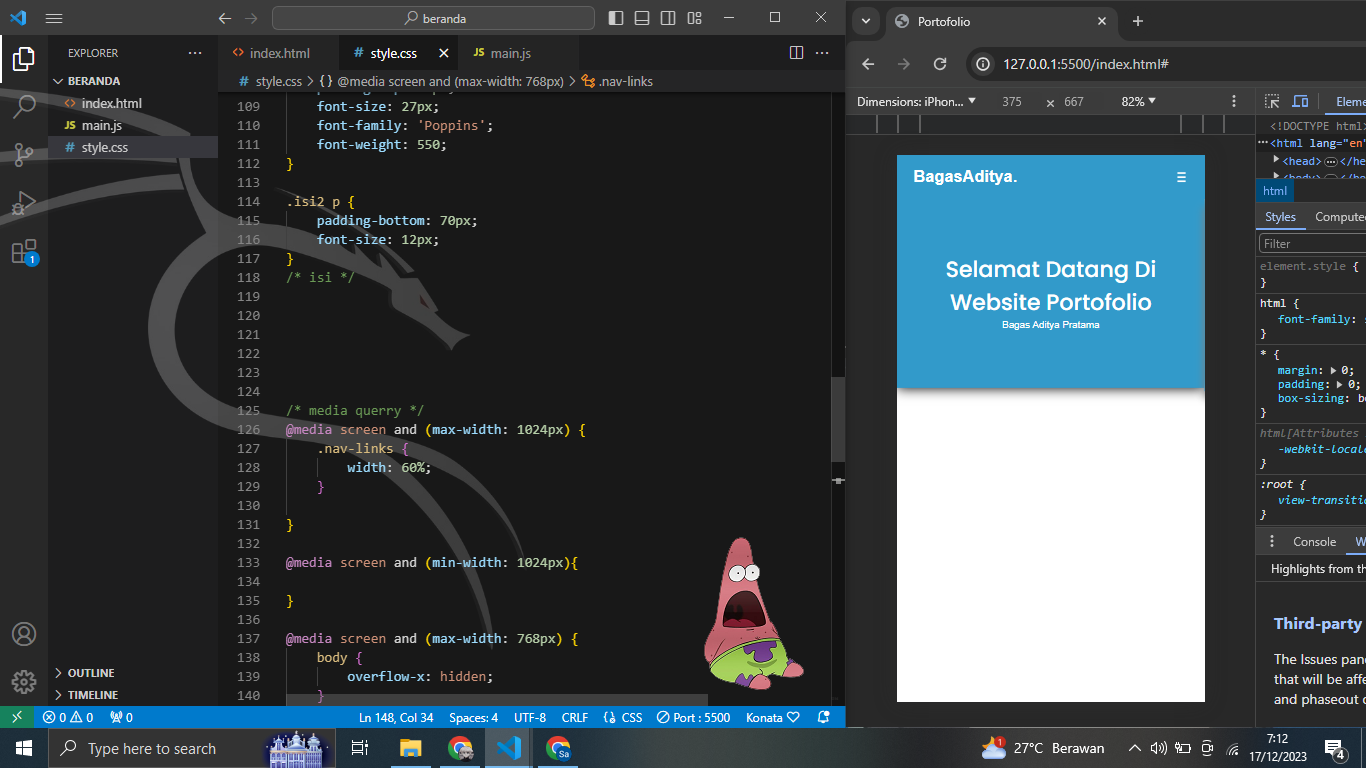 beranda
EXPLORER
BERANDA
index.html
JS main.js
# style.css
1
OUTLINE
TIMELINE
index.html
# style.css
JS main.js
# style.css > { } @media screen and (max-width: 768px) > .nav-links
109 font-size: 27px;
110 font-family: 'Poppins';
111 font-weight: 550;
112 }
113
114 .isi2 p {
115 padding-bottom: 70px;
116 font-size: 12px;
117 }
118 /* isi */
119
120
121
122
123
124
125 /* media querry */
126 @media screen and (max-width: 1024px) {
127 .nav-links {
128 width: 60%;
129 }
130
131 }
132
133 @media screen and (min-width: 1024px){
134
135 }
136
137 @media screen and (max-width: 768px) {
138 body {
139 overflow-x: hidden;
140 }
0 0 0
Ln 148, Col 34 Spaces: 4 UTF-8 CRLF CSS Port : 5500 Konata
Portofolio
127.0.0.1:5500/index.html#
Dimensions: iPhon... 375 × 667 82%
BagasAditya.
Selamat Datang Di
Website Portofolio
Bagas Aditya Pratama
Eleme
<!DOCTYPE html>
<html lang="en"
<head> </he
html
Styles Compute
Filter
element.style {
}
html {
font-family:
}
* {
margin: 0;
padding: 0;
box-sizing: bo
}
html[Attributes
-webkit-local
}
:root {
view-transiti
}
Console W
Highlights from th
Third-party
The Issues pan
that will be affe
and phaseout c
Type here to search
Sa
1
27°C Berawan
7:12
17/12/2023
4